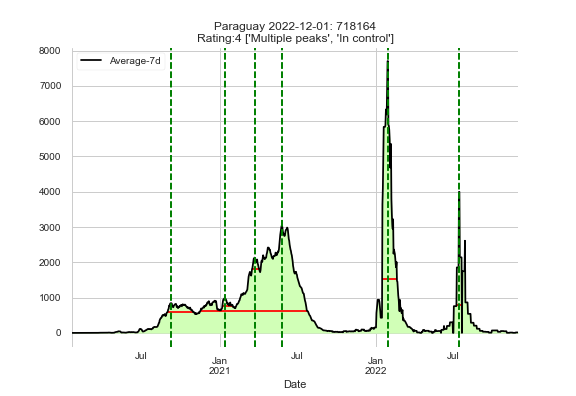 Paraguay 2022-12-01: 718164
Rating:4 ['Multiple peaks', 'In control']
8000
Average-7d
7000
6000
5000
4000
3000
2000
1000
0
Jul
Jan
2021
Jul
Jan
2022
Jul
Date